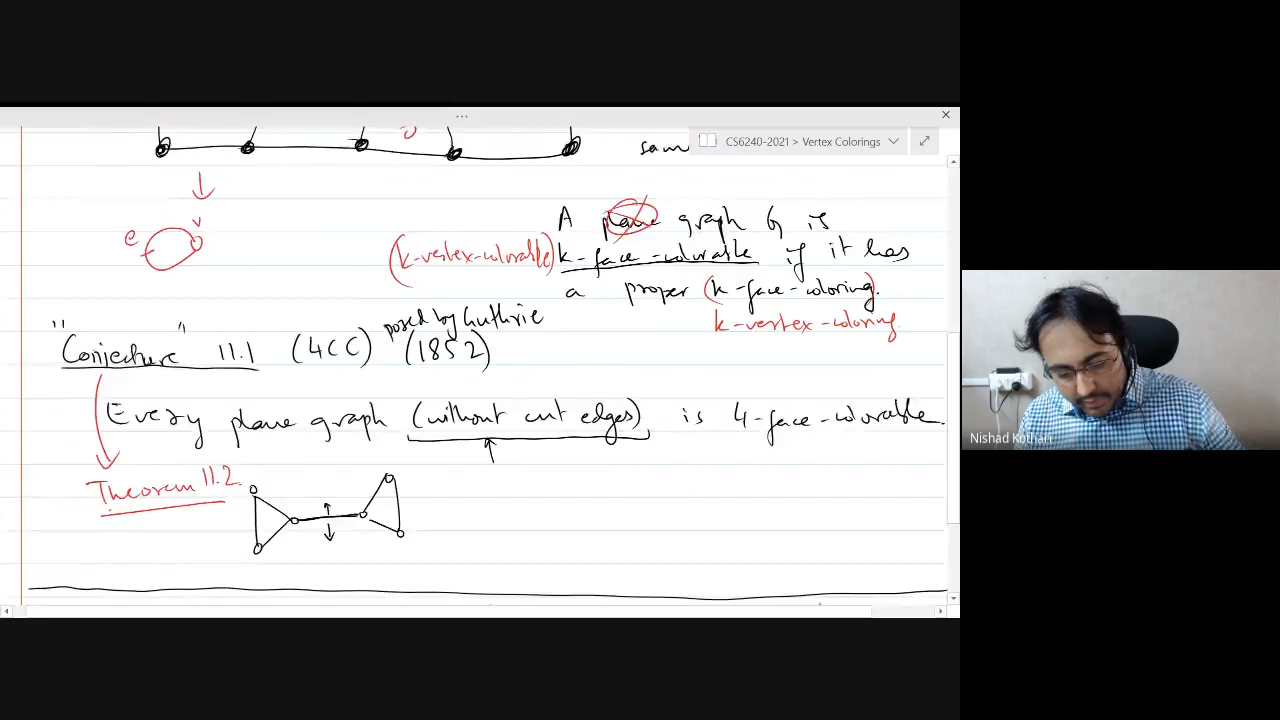 sam
CS6240-2021 > Vertex Colorings
A plane graph G is
(k-vertex-colorable) k-face-colorable if it has
a proper (k-face-coloring).
k-vertex-coloring.
v
e
posed by Guthrie
"Conjecture" 11.1 (4CC) (1852)
Every plane graph (without cut edges) is 4-face-colorable.
Theorem 11.2.
Nishad Kothari